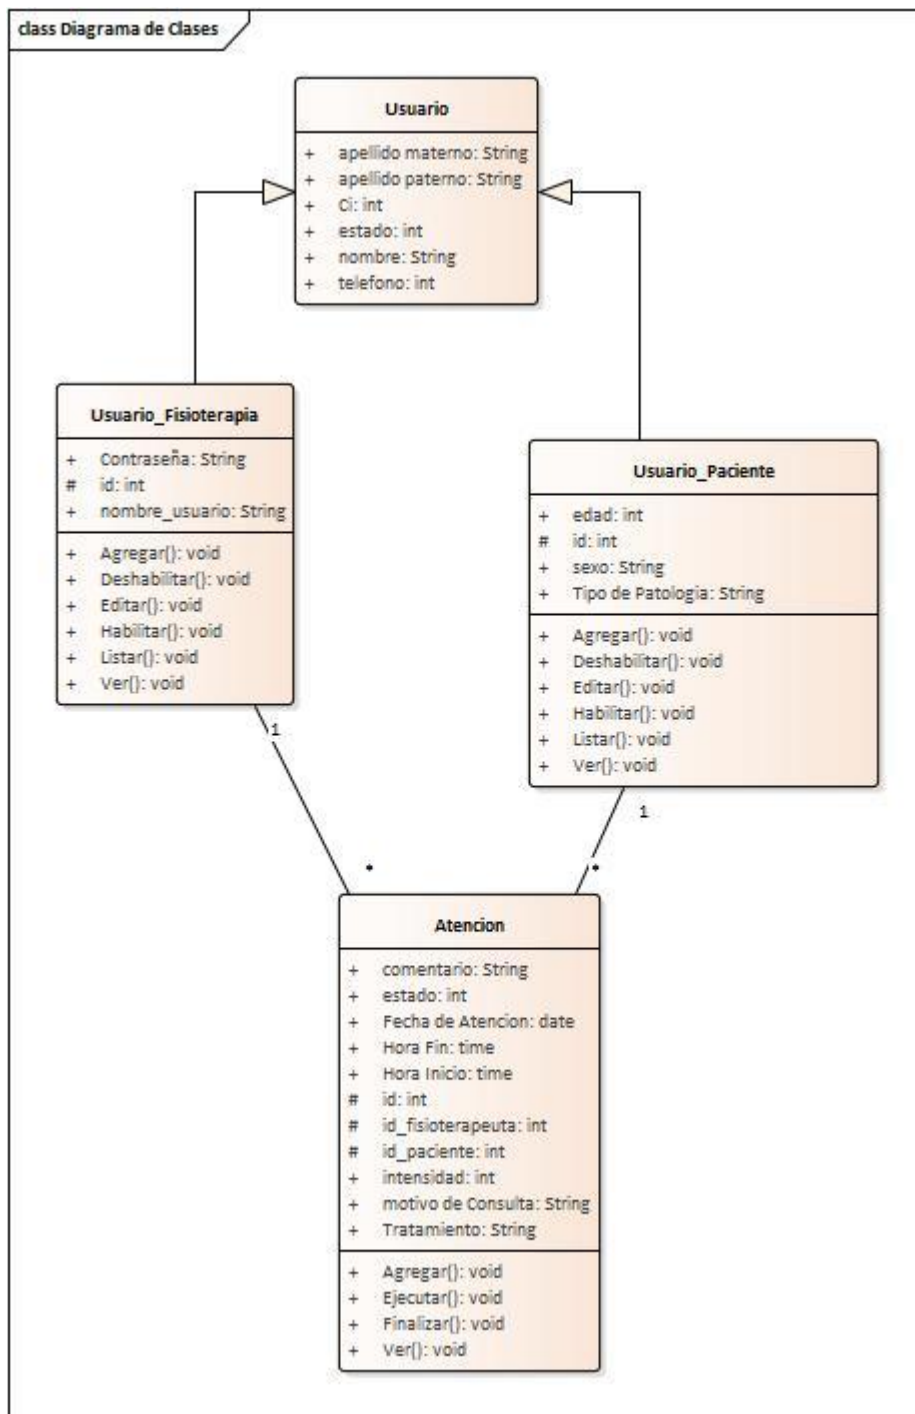 class Diagrama de Clases
Usuario
+ apellido materno: String
+ apellido paterno: String
+ Ci: int
+ estado: int
+ nombre: String
+ telefono: int
Usuario_Fisioterapia
+ Contraseña: String
# id: int
+ nombre_usuario: String
+ Agregar(): void
+ Deshabilitar(): void
+ Editar(): void
+ Habilitar(): void
+ Listar(): void
+ Ver(): void
Usuario_Paciente
+ edad: int
# id: int
+ sexo: String
+ Tipo de Patologia: String
+ Agregar(): void
+ Deshabilitar(): void
+ Editar(): void
+ Habilitar(): void
+ Listar(): void
+ Ver(): void
1
1
*
*
Atencion
+ comentario: String
+ estado: int
+ Fecha de Atencion: date
+ Hora Fin: time
+ Hora Inicio: time
# id: int
# id_fisioterapeuta: int
# id_paciente: int
+ intensidad: int
+ motivo de Consulta: String
+ Tratamiento: String
+ Agregar(): void
+ Ejecutar(): void
+ Finalizar(): void
+ Ver(): void